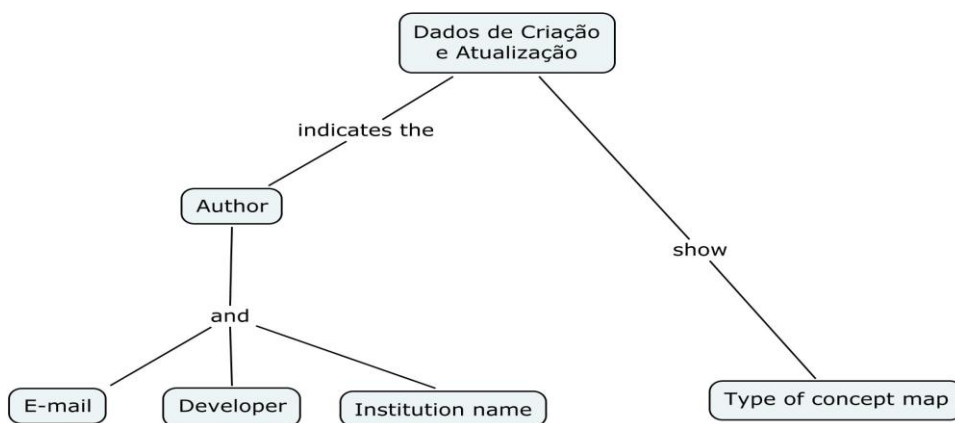 Dados de Criação
e Atualização
indicates the
Author
show
and
E-mail
Developer
Institution name
Type of concept map